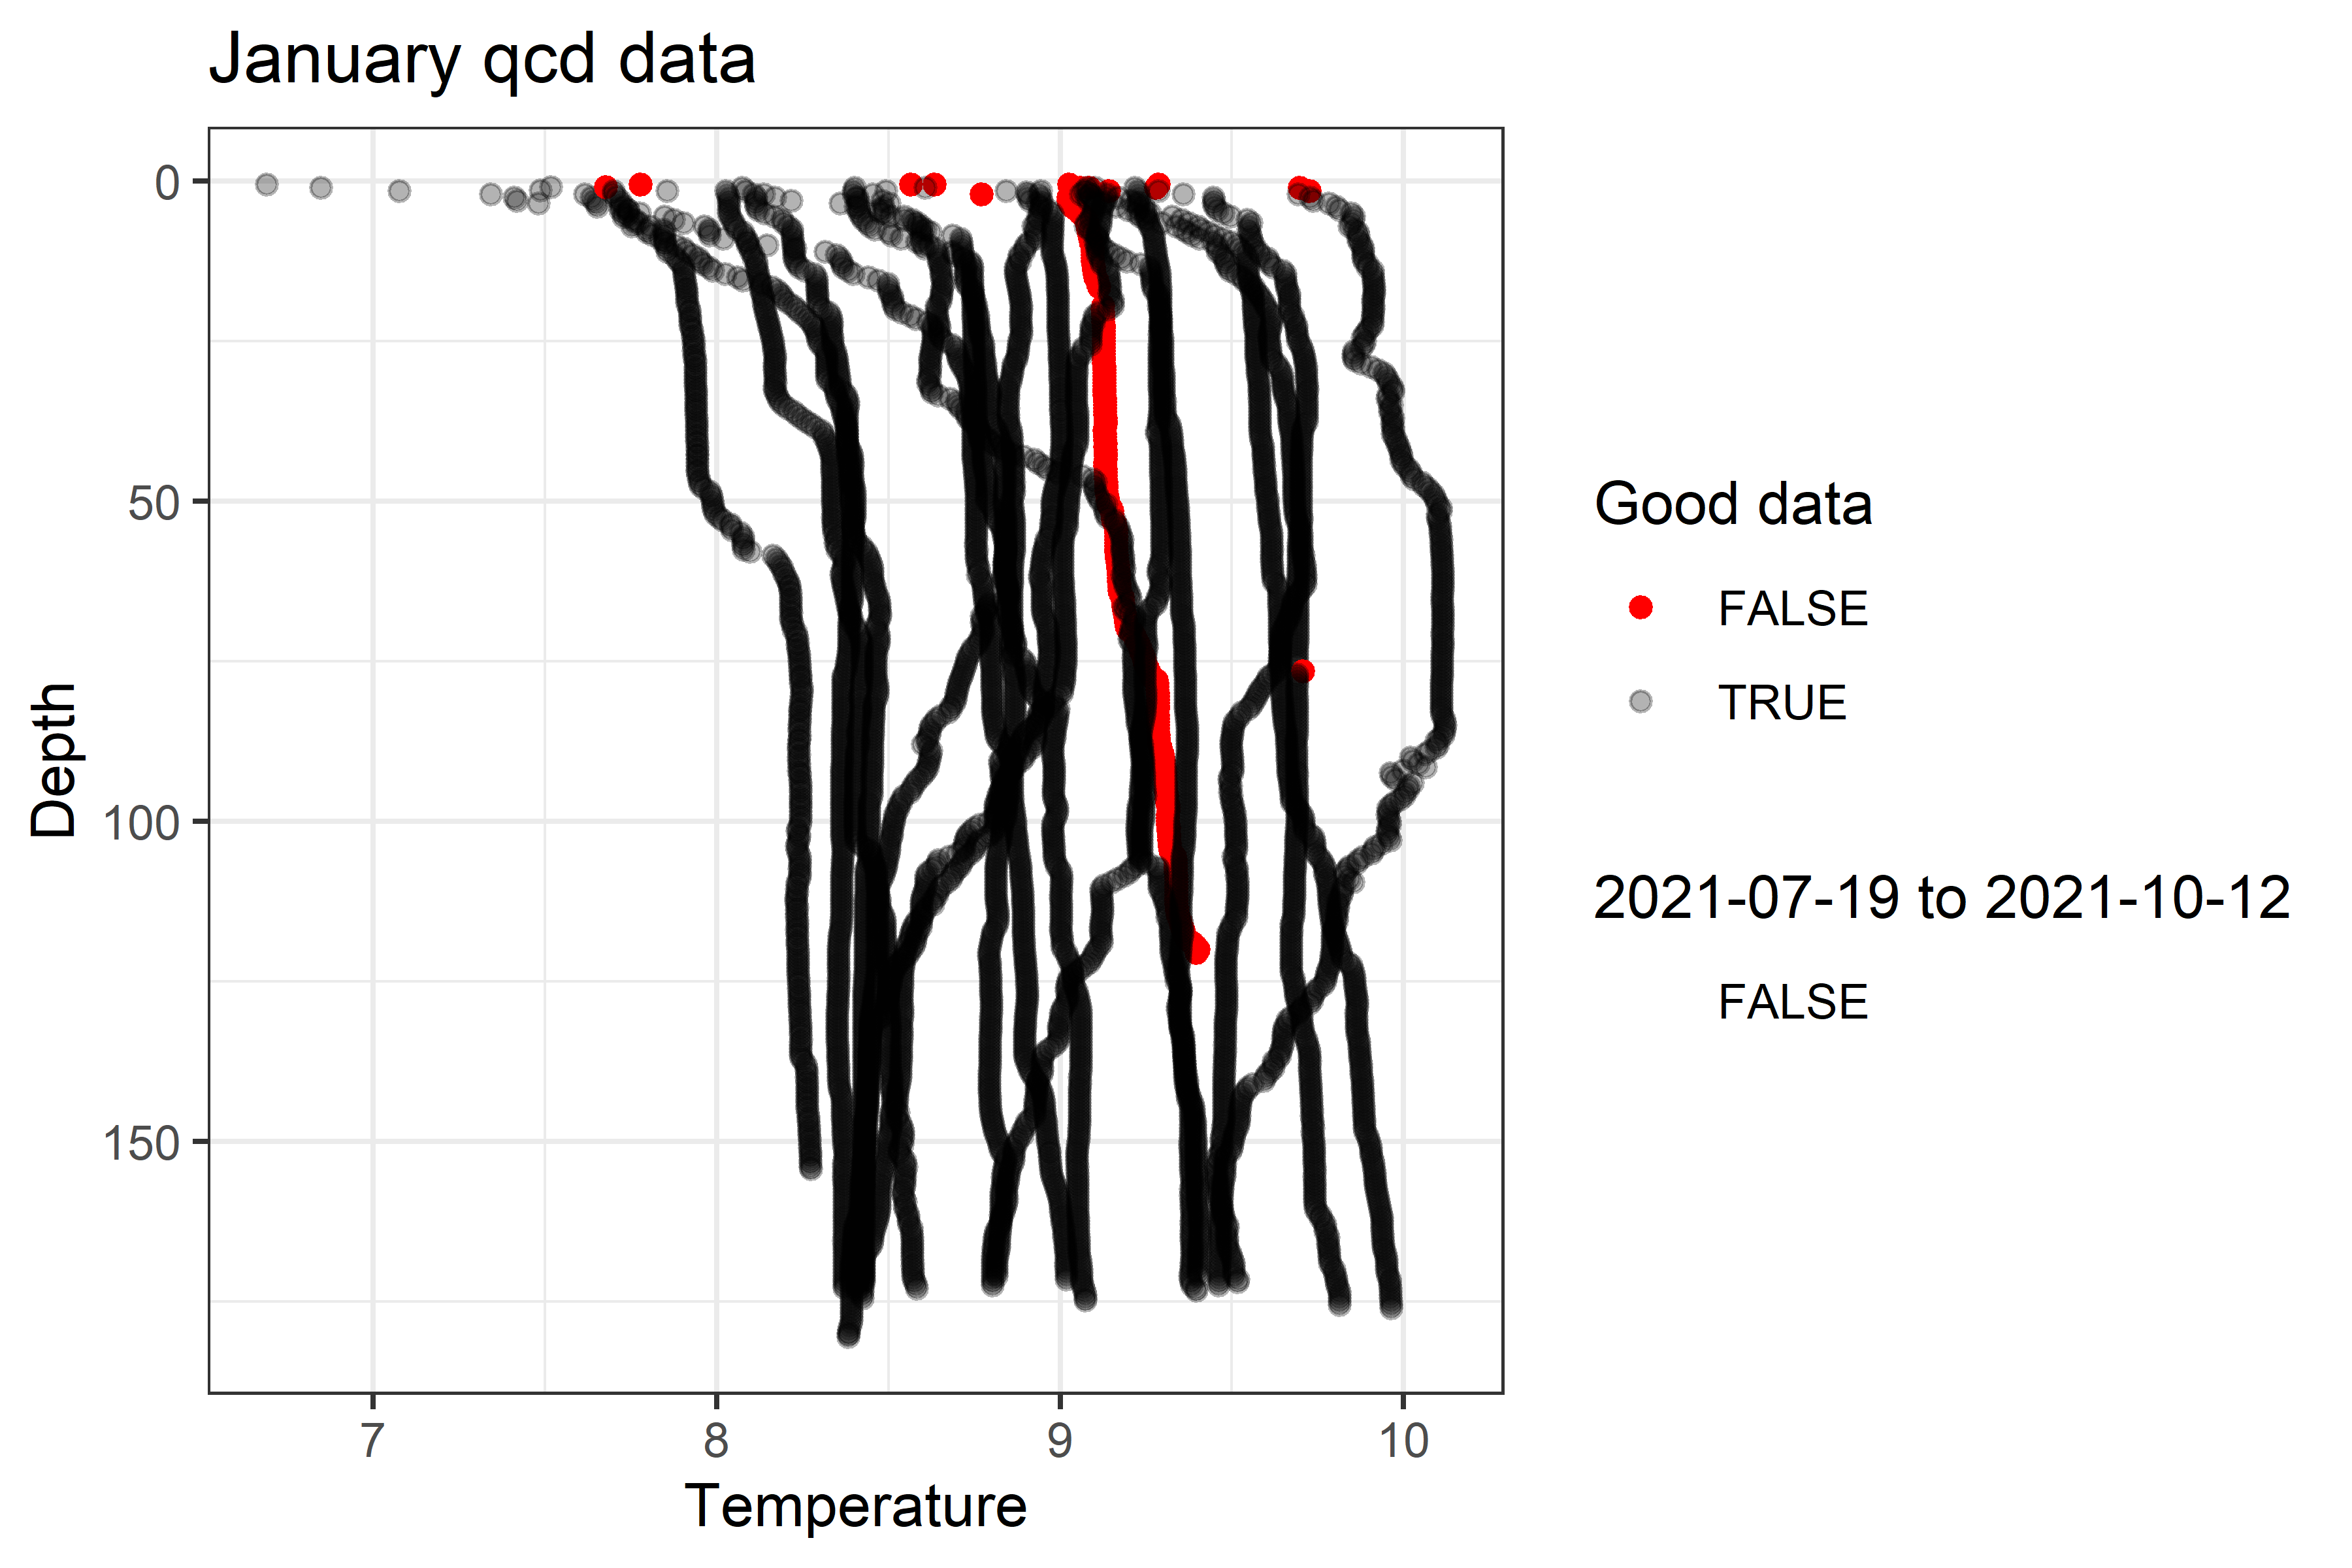 January qcd data
0
50
100
150
Depth
7
8
9
10
Temperature
Good data
FALSE
TRUE
2021-07-19 to 2021-10-12
FALSE